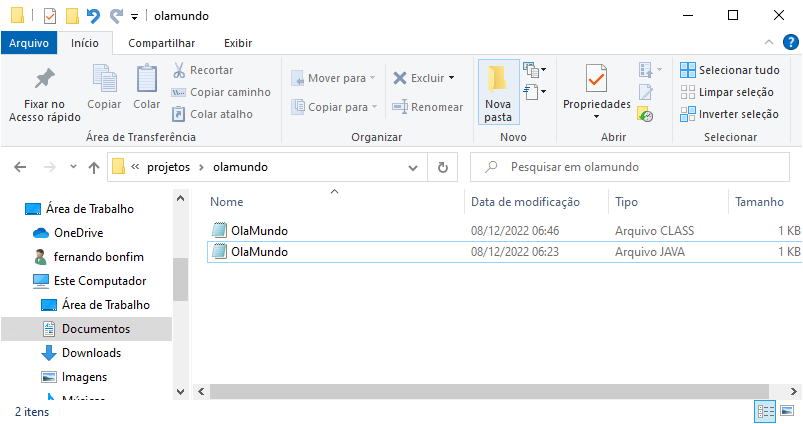 olamundo
Arquivo Início Compartilhar Exibir
Fixar no Acesso rápido
Copiar
Colar
Recortar
Copiar caminho
Colar atalho
Área de Transferência
Mover para
Copiar para
Excluir
Renomear
Organizar
Nova pasta
Novo
Propriedades
Abrir
Selecionar tudo
Limpar seleção
Inverter seleção
Selecionar
« projetos › olamundo
Pesquisar em olamundo
Área de Trabalho
OneDrive
fernando bonfim
Este Computador
Área de Trabalho
Documentos
Downloads
Imagens
Músicas
Nome Data de modificação Tipo Tamanho
OlaMundo 08/12/2022 06:46 Arquivo CLASS 1 KB
OlaMundo 08/12/2022 06:23 Arquivo JAVA 1 KB
2 itens